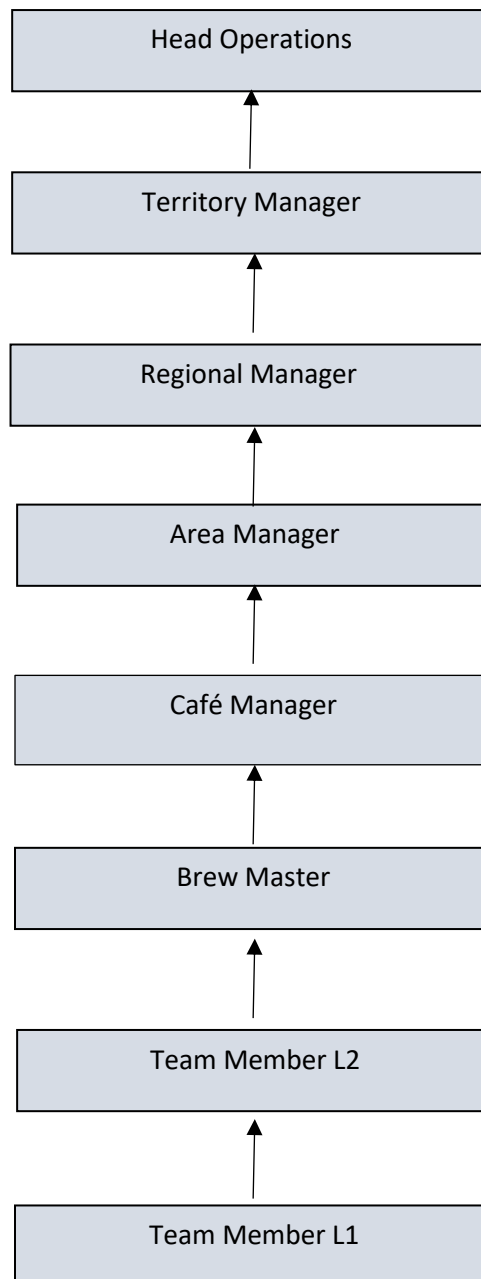 Head Operations
Territory Manager
Regional Manager
Area Manager
Café Manager
Brew Master
Team Member L2
Team Member L1